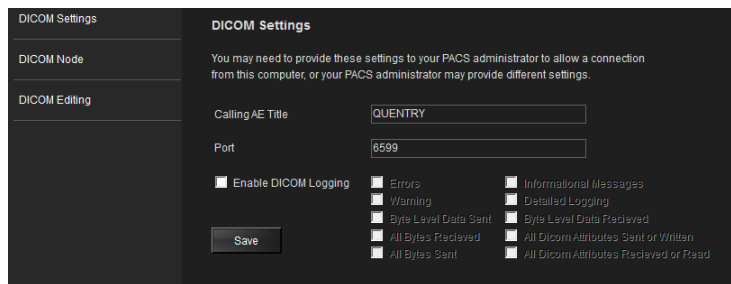 DICOM Settings
DICOM Node
DICOM Editing
DICOM Settings
You may need to provide these settings to your PACS administrator to allow a connection
from this computer, or your PACS administrator may provide different settings.
Calling AE Title QUENTRY
Port 6599
Enable DICOM Logging Errors Informational Messages
Warning Detailed Logging
Byte Level Data Sent Byte Level Data Recieved
Save All Bytes Recieved All Dicom Attributes Sent or Written
All Bytes Sent All Dicom Attributes Recieved or Read